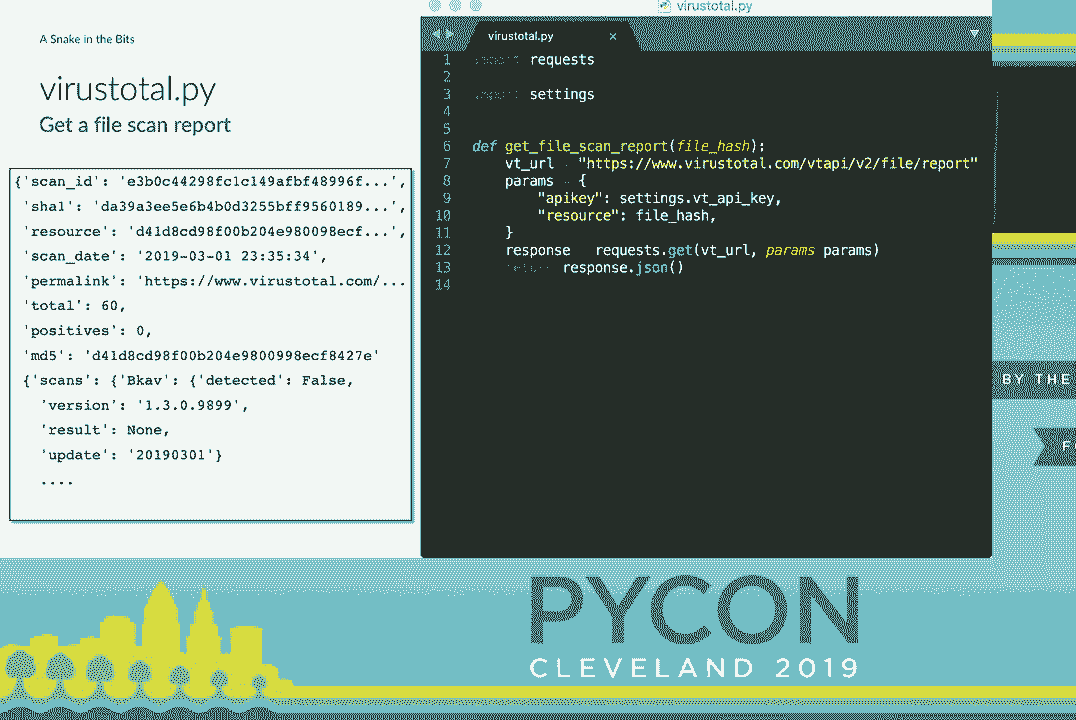 A Snake in the Bits
virustotal.py
Get a file scan report
{'scan_id': 'e3b0c44298fc1c149afbf48996f...',
'sha1': 'da39a3ee5e6b4b0d3255bff9560189...',
'resource': 'd41d8cd98f00b204e980098ecf...',
'scan_date': '2019-03-01 23:35:34',
'permalink': 'https://www.virustotal.com/...
'total': 60,
'positives': 0,
'md5': 'd41d8cd98f00b204e9800998ecf8427e'
{'scans': {'Bkav': {'detected': False,
'version': '1.3.0.9899',
'result': None,
'update': '20190301'}
....
virustotal.py
virustotal.py ×
1 import requests
2
3 import settings
4
5
6 def get_file_scan_report(file_hash):
7 vt_url = "https://www.virustotal.com/vtapi/v2/file/report"
8 params = {
9 "apikey": settings.vt_api_key,
10 "resource": file_hash,
11 }
12 response requests.get(vt_url, params params)
13 return response.json()
14
BY THE
PYCON
CLEVELAND 2019